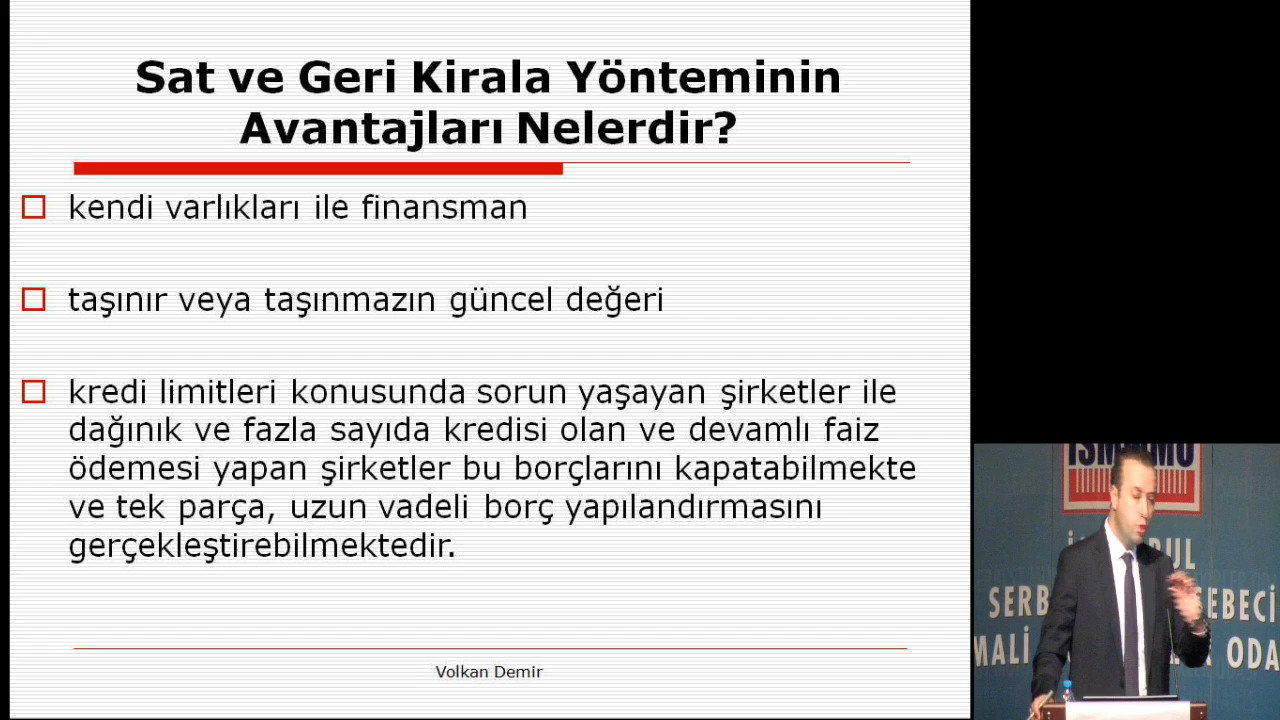 Sat ve Geri Kirala Yönteminin
Avantajları Nelerdir?
kendi varlıkları ile finansman
taşınır veya taşınmazın güncel değeri
kredi limitleri konusunda sorun yaşayan şirketler ile
dağınık ve fazla sayıda kredisi olan ve devamlı faiz
ödemesi yapan şirketler bu borçlarını kapatabilmekte
ve tek parça, uzun vadeli borç yapılandırmasını
gerçekleştirebilmektedir.
Volkan Demir
MALİ